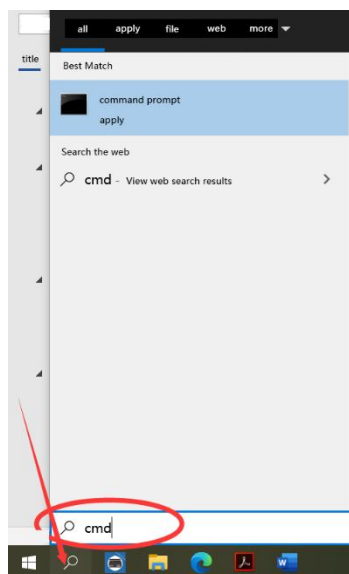 all apply file web more
title
Best Match
command prompt
apply
Search the web
cmd - View web search results
cmd